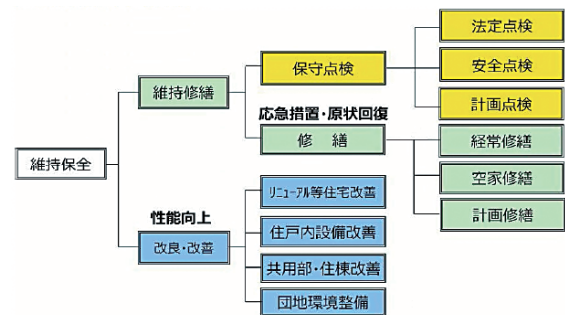 法定点検
保守点検
安全点検
維持修繕
計画点検
応急措置・原状回復
修 繕
経常修繕
維持保全
空家修繕
計画修繕
性能向上
リニューアル等住宅改善
改良・改善
住戸内設備改善
共用部・住棟改善
団地環境整備